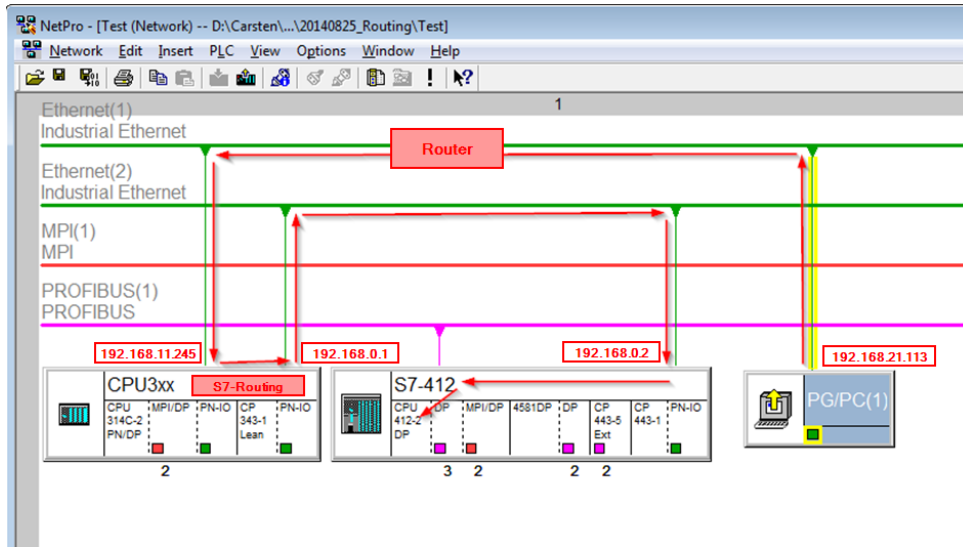 NetPro - [Test (Network) -- D:\Carsten\...\20140825_Routing\Test]
Network Edit Insert PLC View Options Window Help
1
Ethernet(1)
Industrial Ethernet
Router
Ethernet(2)
Industrial Ethernet
MPI(1)
MPI
PROFIBUS(1)
PROFIBUS
192.168.11.245
192.168.0.1
192.168.0.2
192.168.21.113
CPU3xx
S7-Routing
CPU 314C-2 PN/DP
MPI/DP
PN-IO
CP 343-1 Lean
PN-IO
2
S7-412
CPU 412-2 DP
DP
MPI/DP
4581DP
DP
CP 443-5 Ext
CP 443-1
PN-IO
3 2 2 2
PG/PC(1)